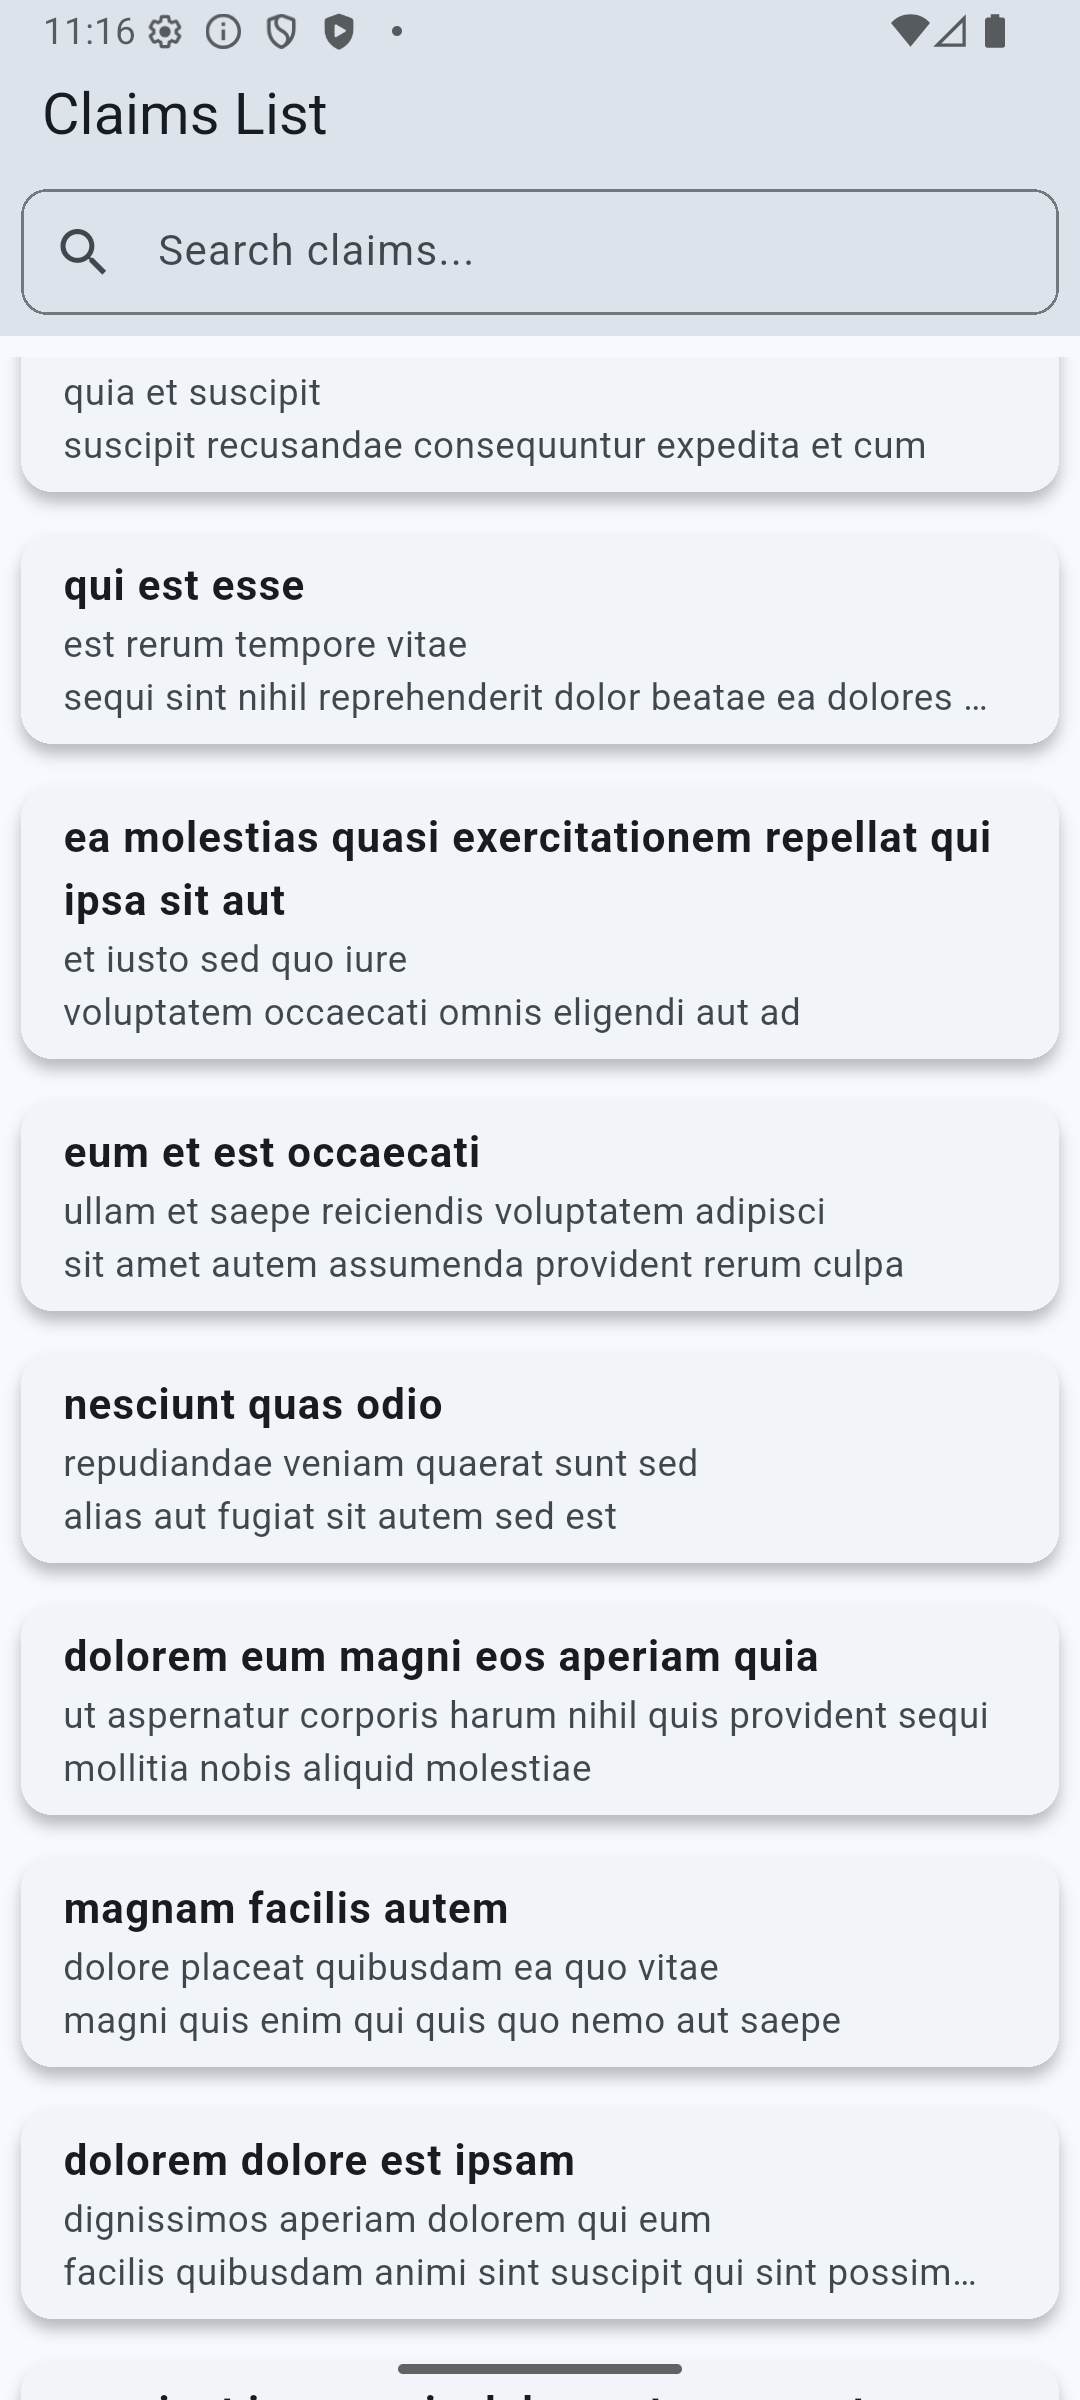 11:16
Claims List
Search claims...
quia et suscipit
suscipit recusandae consequuntur expedita et cum
qui est esse
est rerum tempore vitae
sequi sint nihil reprehenderit dolor beatae ea dolores ...
ea molestias quasi exercitationem repellat qui
ipsa sit aut
et iusto sed quo iure
voluptatem occaecati omnis eligendi aut ad
eum et est occaecati
ullam et saepe reiciendis voluptatem adipisci
sit amet autem assumenda provident rerum culpa
nesciunt quas odio
repudiandae veniam quaerat sunt sed
alias aut fugiat sit autem sed est
dolorem eum magni eos aperiam quia
ut aspernatur corporis harum nihil quis provident sequi
mollitia nobis aliquid molestiae
magnam facilis autem
dolore placeat quibusdam ea quo vitae
magni quis enim qui quis quo nemo aut saepe
dolorem dolore est ipsam
dignissimos aperiam dolorem qui eum
facilis quibusdam animi sint suscipit qui sint possim...